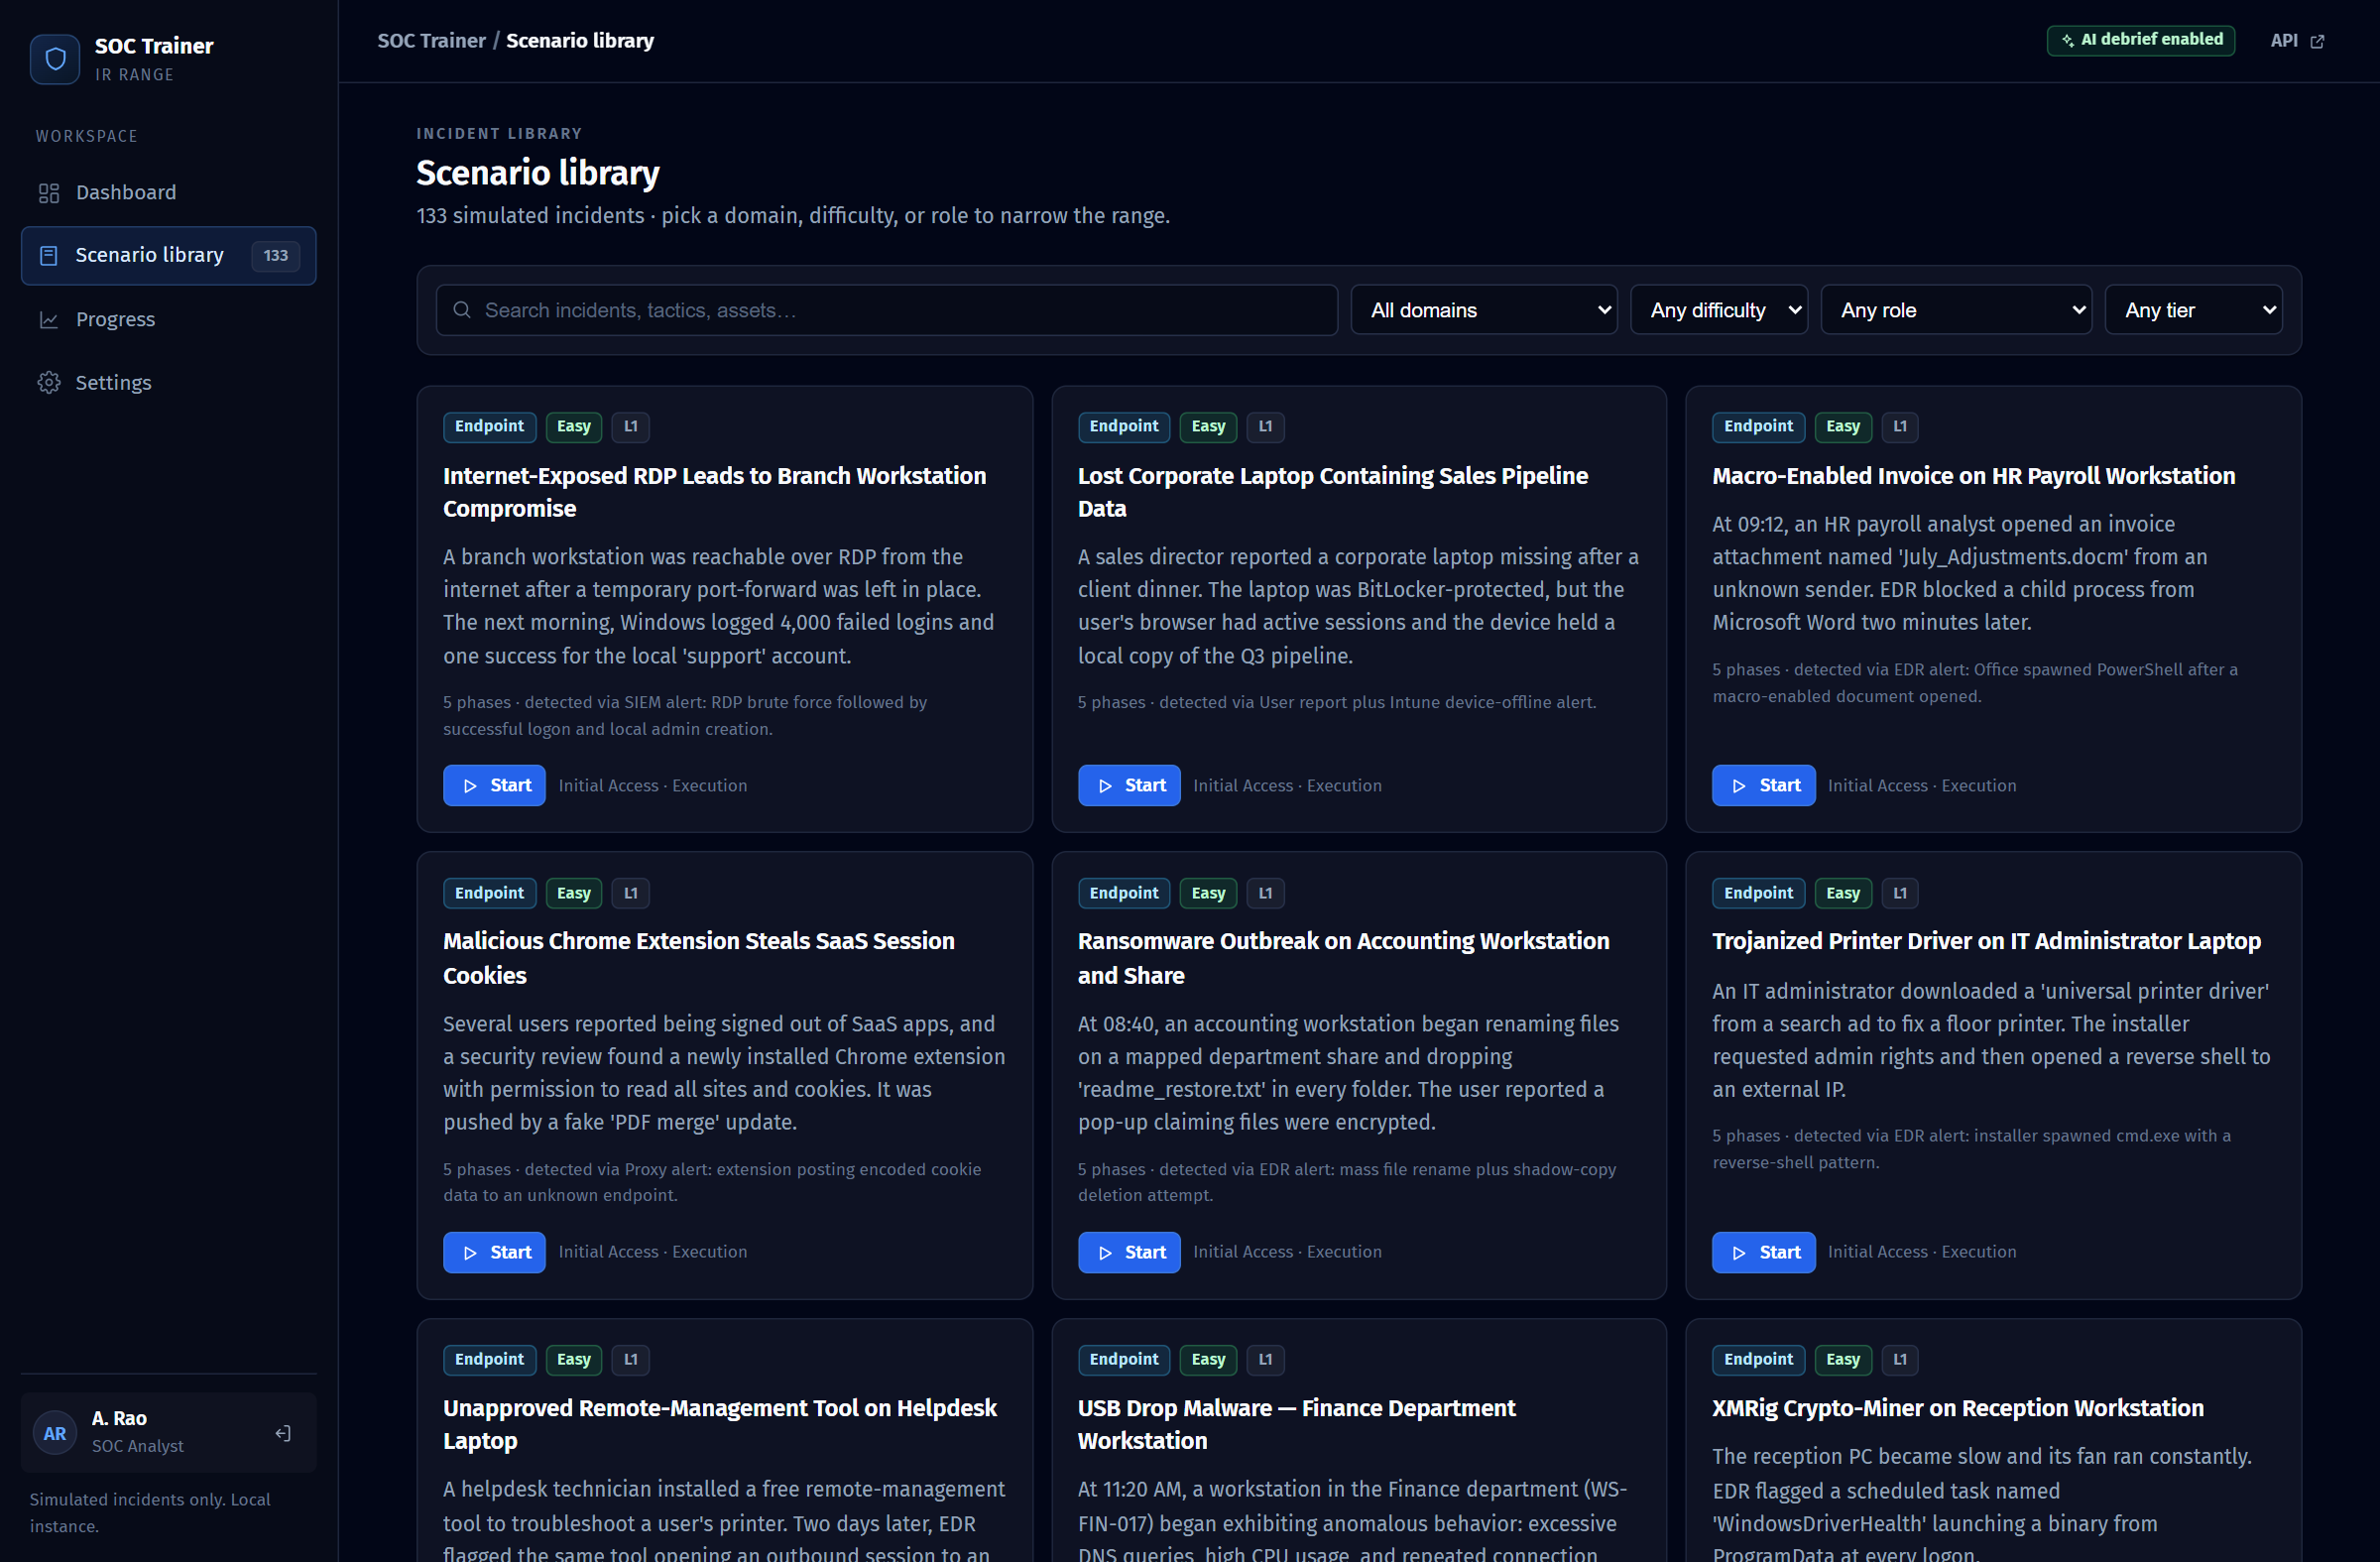 SOC Trainer
IR RANGE
WORKSPACE
Dashboard
Scenario library 133
Progress
Settings
AR
A. Rao
SOC Analyst
Simulated incidents only. Local
instance.
SOC Trainer / Scenario library
AI debrief enabled
API
INCIDENT LIBRARY
Scenario library
133 simulated incidents · pick a domain, difficulty, or role to narrow the range.
Search incidents, tactics, assets…
All domains
Any difficulty
Any role
Any tier
Endpoint Easy L1
Internet-Exposed RDP Leads to Branch Workstation
Compromise
A branch workstation was reachable over RDP from the
internet after a temporary port-forward was left in place.
The next morning, Windows logged 4,000 failed logins and
one success for the local 'support' account.
5 phases · detected via SIEM alert: RDP brute force followed by
successful logon and local admin creation.
Start Initial Access · Execution
Endpoint Easy L1
Lost Corporate Laptop Containing Sales Pipeline
Data
A sales director reported a corporate laptop missing after a
client dinner. The laptop was BitLocker-protected, but the
user's browser had active sessions and the device held a
local copy of the Q3 pipeline.
5 phases · detected via User report plus Intune device-offline alert.
Start Initial Access · Execution
Endpoint Easy L1
Macro-Enabled Invoice on HR Payroll Workstation
At 09:12, an HR payroll analyst opened an invoice
attachment named 'July_Adjustments.docm' from an
unknown sender. EDR blocked a child process from
Microsoft Word two minutes later.
5 phases · detected via EDR alert: Office spawned PowerShell after a
macro-enabled document opened.
Start Initial Access · Execution
Endpoint Easy L1
Malicious Chrome Extension Steals SaaS Session
Cookies
Several users reported being signed out of SaaS apps, and
a security review found a newly installed Chrome extension
with permission to read all sites and cookies. It was
pushed by a fake 'PDF merge' update.
5 phases · detected via Proxy alert: extension posting encoded cookie
data to an unknown endpoint.
Start Initial Access · Execution
Endpoint Easy L1
Ransomware Outbreak on Accounting Workstation
and Share
At 08:40, an accounting workstation began renaming files
on a mapped department share and dropping
'readme_restore.txt' in every folder. The user reported a
pop-up claiming files were encrypted.
5 phases · detected via EDR alert: mass file rename plus shadow-copy
deletion attempt.
Start Initial Access · Execution
Endpoint Easy L1
Trojanized Printer Driver on IT Administrator Laptop
An IT administrator downloaded a 'universal printer driver'
from a search ad to fix a floor printer. The installer
requested admin rights and then opened a reverse shell to
an external IP.
5 phases · detected via EDR alert: installer spawned cmd.exe with a
reverse-shell pattern.
Start Initial Access · Execution
Endpoint Easy L1
Unapproved Remote-Management Tool on Helpdesk
Laptop
A helpdesk technician installed a free remote-management
tool to troubleshoot a user's printer. Two days later, EDR
flagged the same tool opening an outbound session to an
Endpoint Easy L1
USB Drop Malware — Finance Department
Workstation
At 11:20 AM, a workstation in the Finance department (WS-
FIN-017) began exhibiting anomalous behavior: excessive
DNS queries, high CPU usage, and repeated connection
Endpoint Easy L1
XMRig Crypto-Miner on Reception Workstation
The reception PC became slow and its fan ran constantly.
EDR flagged a scheduled task named
'WindowsDriverHealth' launching a binary from
ProgramData at every logon.